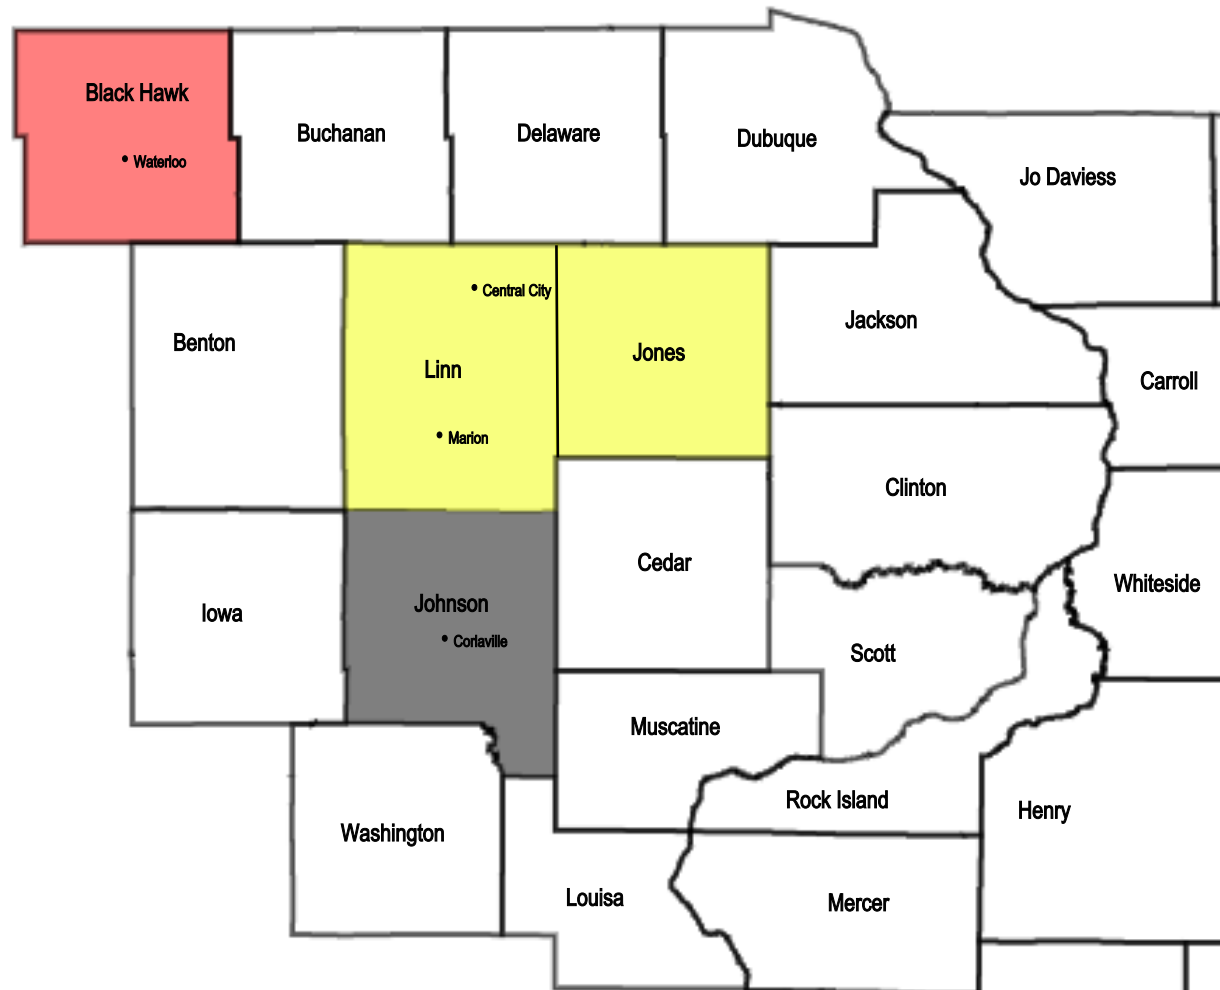 Black Hawk
Waterloo
Buchanan
Delaware
Dubuque
Jo Daviess
Central City
Benton
Linn
Jones
Jackson
Carroll
Marion
Clinton
Cedar
Whiteside
Iowa
Johnson
Corlaville
Scott
Muscatine
Rock Island
Henry
Washington
Louisa
Mercer